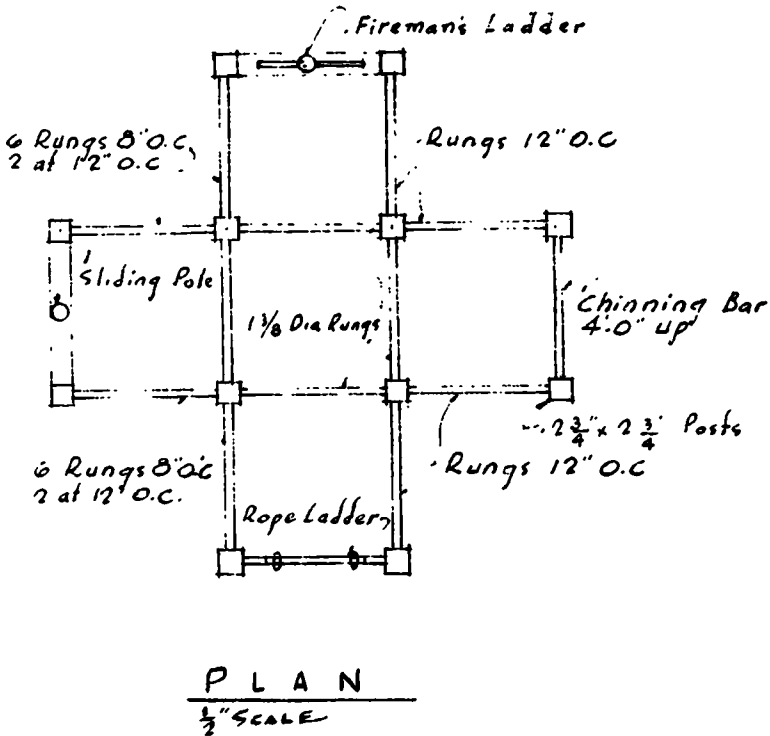 Fireman's Ladder
6 Rungs 8" O.C.
2 at 12" O.C.
Rungs 12" O.C
Sliding Pole
1 3/8 Dia Rungs
Chinning Bar
4'0" up
2 3/4" x 2 3/4" Posts
6 Rungs 8" O.C
2 at 12" O.C.
Rungs 12" O.C
Rope Ladder
PLAN
1/2" SCALE